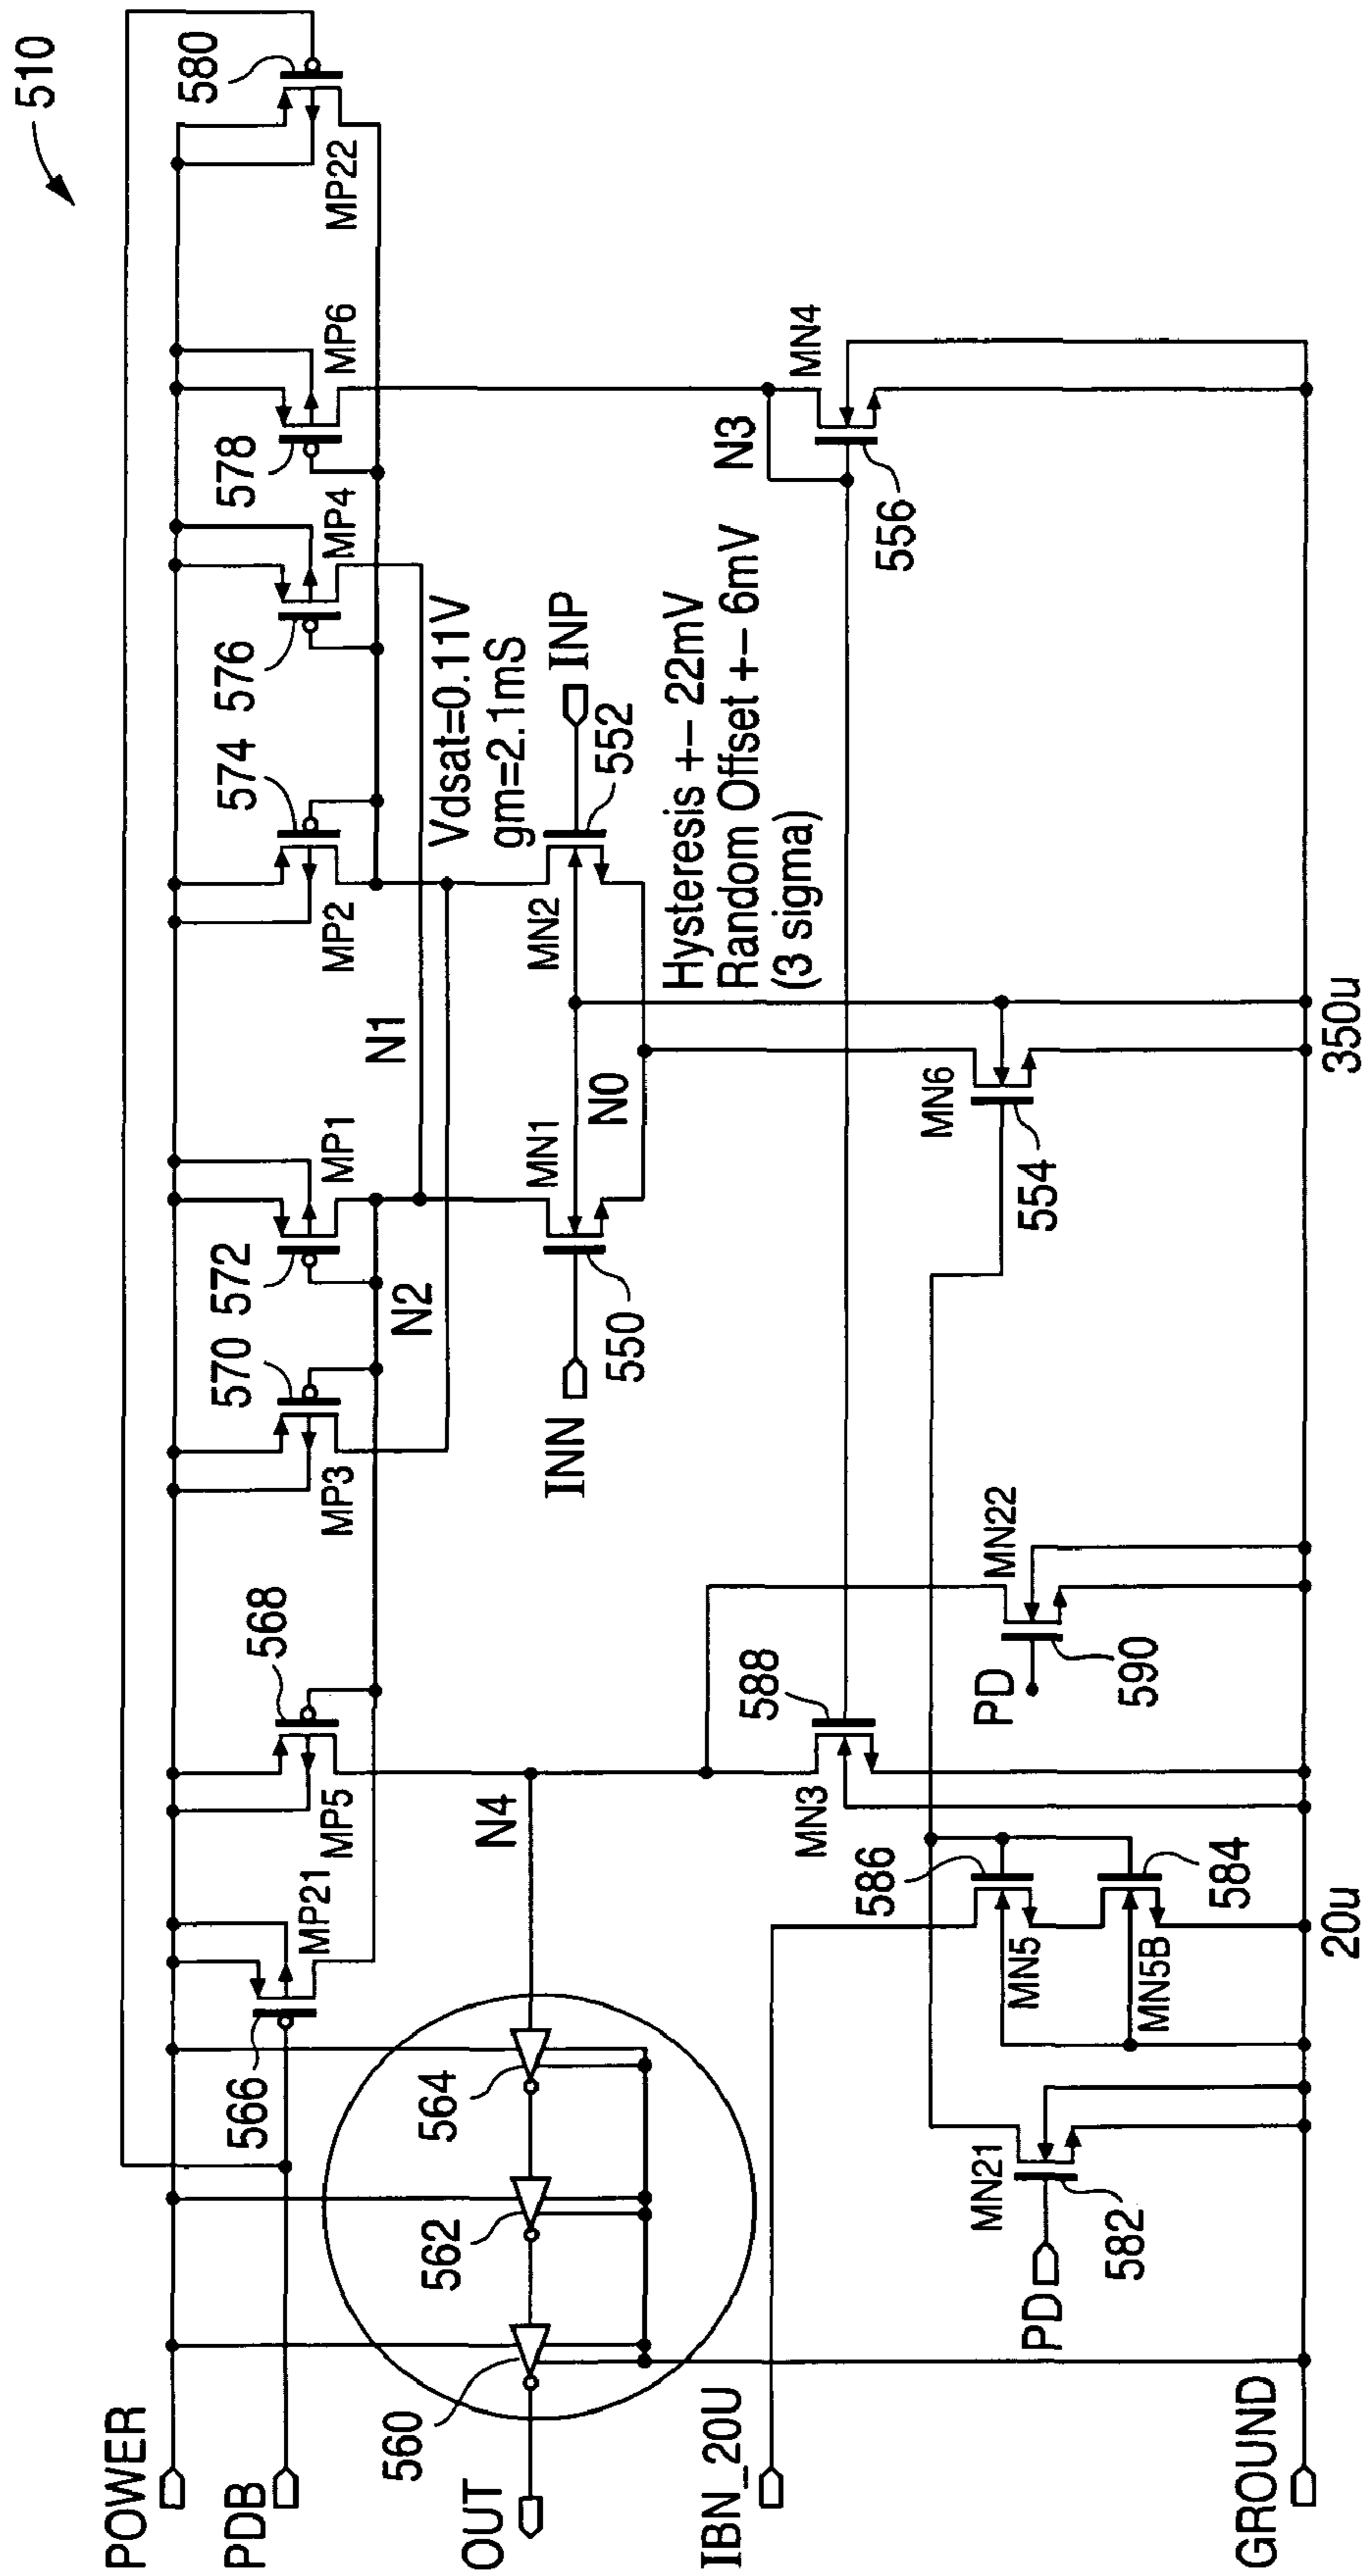 510
POWER
PDB
OUT
IBN_20U
GROUND
560
562
564
566
MP21
568
MP5
N4
570
MP3
572
MP1
N2
N1
574
MP2
576
MP4
578
MP6
580
MP22
Vdsat=0.11V
gm=2.1mS
INN
550
MN1
N0
MN2
552
INP
Hysteresis +- 22mV
Random Offset +- 6mV
(3 sigma)
N3
MN4
556
MN6
554
350u
588
MN3
PD
590
MN22
586
MN5
584
MN5B
20u
PD
MN21
582